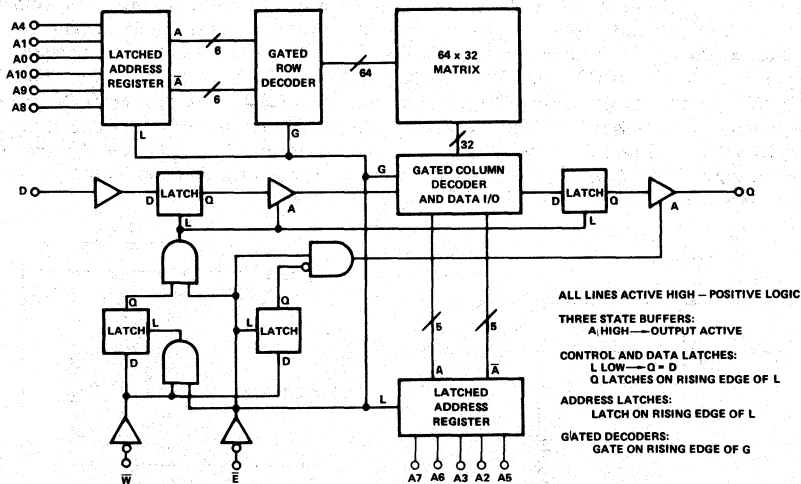 A4
A1
A0
A10
A9
A8
LATCHED
ADDRESS
REGISTER
L
A
6
A̅
6
GATED
ROW
DECODER
G
64
64 x 32
MATRIX
32
D
D
LATCH
Q
L
A
G
GATED COLUMN
DECODER
AND DATA I/O
D
LATCH
Q
L
A
Q
Q
LATCH
L
D
Q
L
LATCH
D
5
5
A
A̅
L
LATCHED
ADDRESS
REGISTER
W̅
E̅
A7
A6
A3
A2
A5
ALL LINES ACTIVE HIGH – POSITIVE LOGIC
THREE STATE BUFFERS:
A HIGH → OUTPUT ACTIVE
CONTROL AND DATA LATCHES:
L LOW → Q = D
Q LATCHES ON RISING EDGE OF L
ADDRESS LATCHES:
LATCH ON RISING EDGE OF L
GATED DECODERS:
GATE ON RISING EDGE OF G